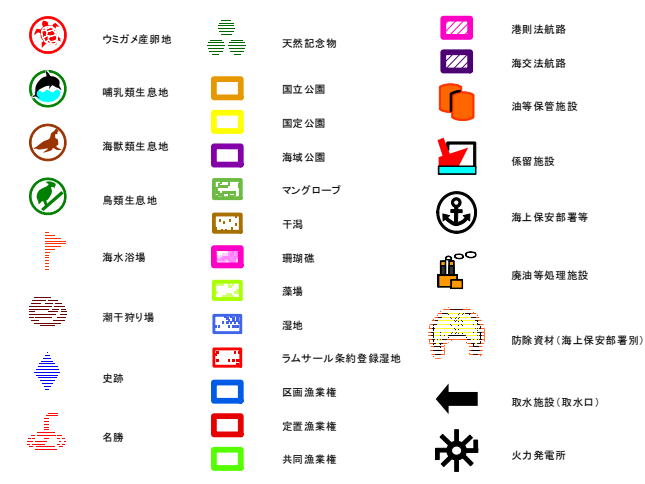 ウミガメ産卵地
哺乳類生息地
海獣類生息地
鳥類生息地
海水浴場
潮干狩り場
史跡
名勝
天然記念物
国立公園
国定公園
海域公園
マングローブ
干潟
珊瑚礁
藻場
湿地
ラムサール条約登録湿地
区画漁業権
定置漁業権
共同漁業権
港則法航路
海交法航路
油等保管施設
係留施設
海上保安部署等
廃油等処理施設
防除資材(海上保安部署別)
取水施設(取水口)
火力発電所